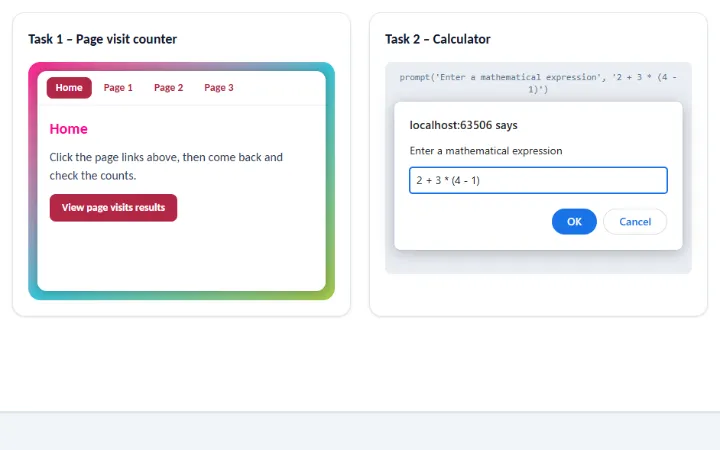 Task 1 – Page visit counter
Home
Page 1
Page 2
Page 3
Home
Click the page links above, then come back and
check the counts.
View page visits results
Task 2 – Calculator
prompt('Enter a mathematical expression', '2 + 3 * (4 -
1)')
localhost:63506 says
Enter a mathematical expression
2 + 3 * (4 - 1)
OK
Cancel